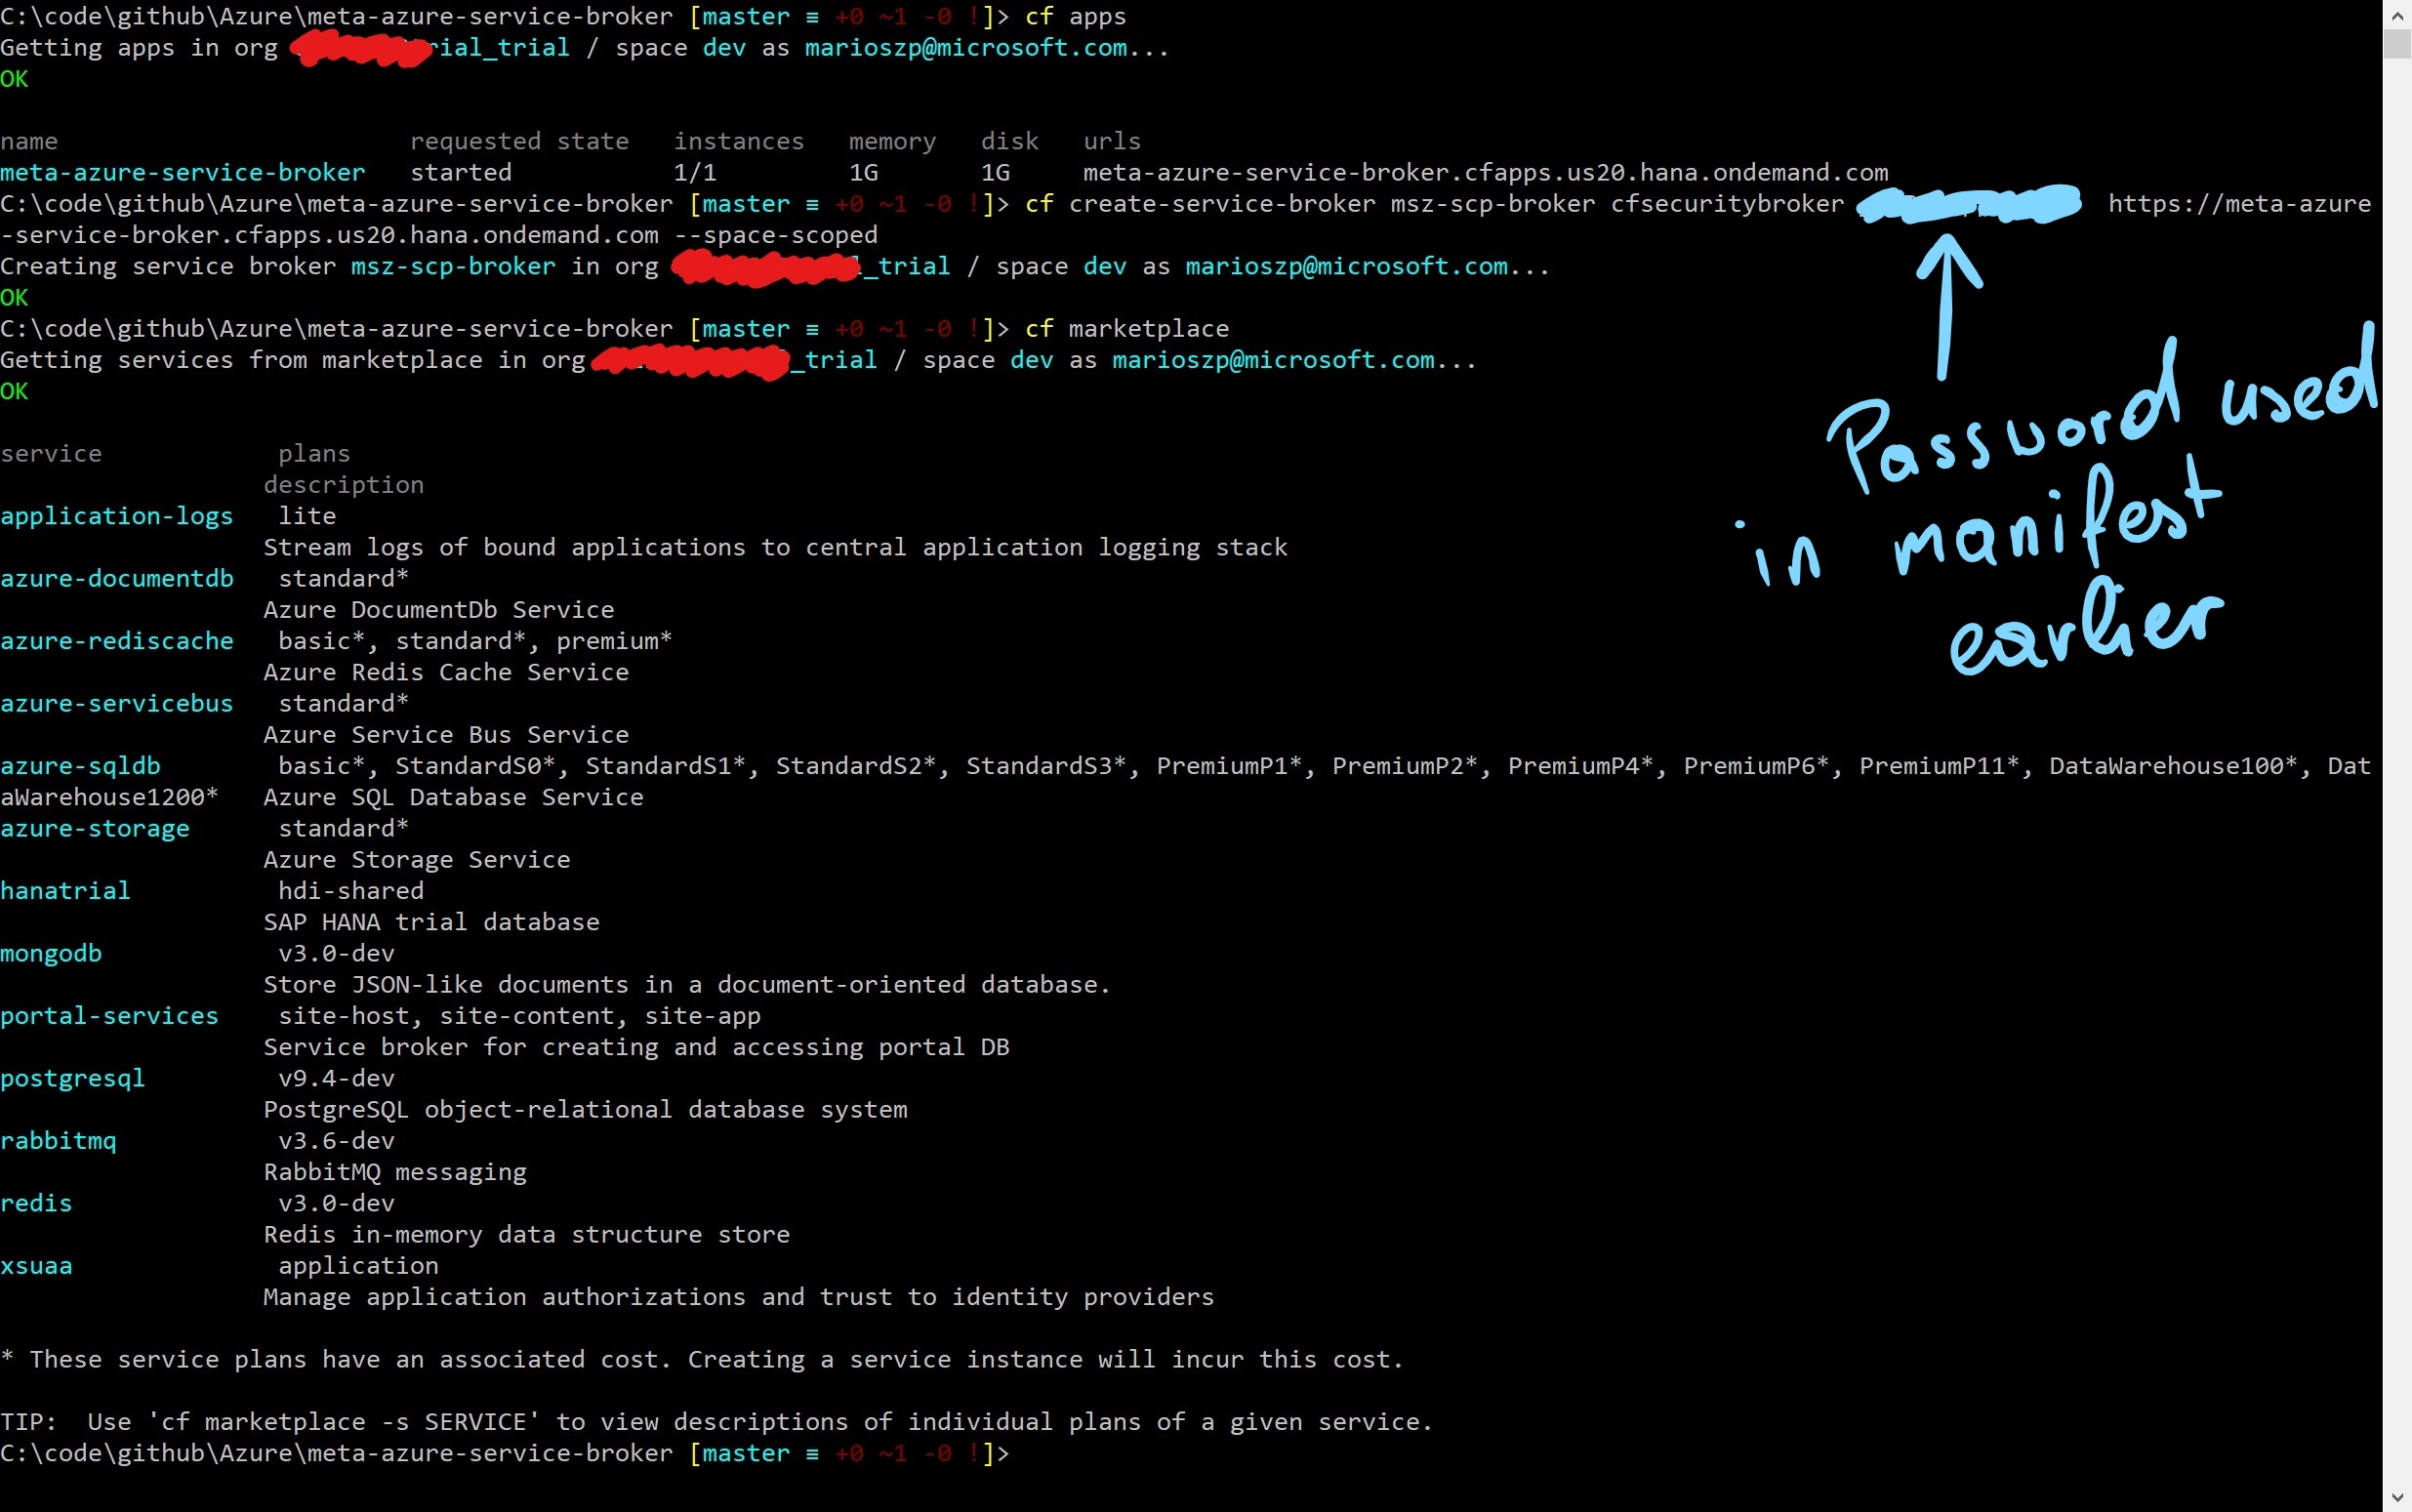 C:\code\github\Azure\meta-azure-service-broker [master ≡ +0 ~1 -0 !]> cf apps
Getting apps in org rial_trial / space dev as marioszp@microsoft.com...
OK
name requested state instances memory disk urls
meta-azure-service-broker started 1/1 1G 1G meta-azure-service-broker.cfapps.us20.hana.ondemand.com
C:\code\github\Azure\meta-azure-service-broker [master ≡ +0 ~1 -0 !]> cf create-service-broker msz-scp-broker cfsecuritybroker https://meta-azure
-service-broker.cfapps.us20.hana.ondemand.com --space-scoped
Creating service broker msz-scp-broker in org _trial / space dev as marioszp@microsoft.com...
OK
C:\code\github\Azure\meta-azure-service-broker [master ≡ +0 ~1 -0 !]> cf marketplace
Getting services from marketplace in org _trial / space dev as marioszp@microsoft.com...
OK
Password used
in manifest
earlier
service plans
description
application-logs lite
Stream logs of bound applications to central application logging stack
azure-documentdb standard*
Azure DocumentDb Service
azure-rediscache basic*, standard*, premium*
Azure Redis Cache Service
azure-servicebus standard*
Azure Service Bus Service
azure-sqldb basic*, StandardS0*, StandardS1*, StandardS2*, StandardS3*, PremiumP1*, PremiumP2*, PremiumP4*, PremiumP6*, PremiumP11*, DataWarehouse100*, Dat
aWarehouse1200* Azure SQL Database Service
azure-storage standard*
Azure Storage Service
hanatrial hdi-shared
SAP HANA trial database
mongodb v3.0-dev
Store JSON-like documents in a document-oriented database.
portal-services site-host, site-content, site-app
Service broker for creating and accessing portal DB
postgresql v9.4-dev
PostgreSQL object-relational database system
rabbitmq v3.6-dev
RabbitMQ messaging
redis v3.0-dev
Redis in-memory data structure store
xsuaa application
Manage application authorizations and trust to identity providers
* These service plans have an associated cost. Creating a service instance will incur this cost.
TIP: Use 'cf marketplace -s SERVICE' to view descriptions of individual plans of a given service.
C:\code\github\Azure\meta-azure-service-broker [master ≡ +0 ~1 -0 !]>